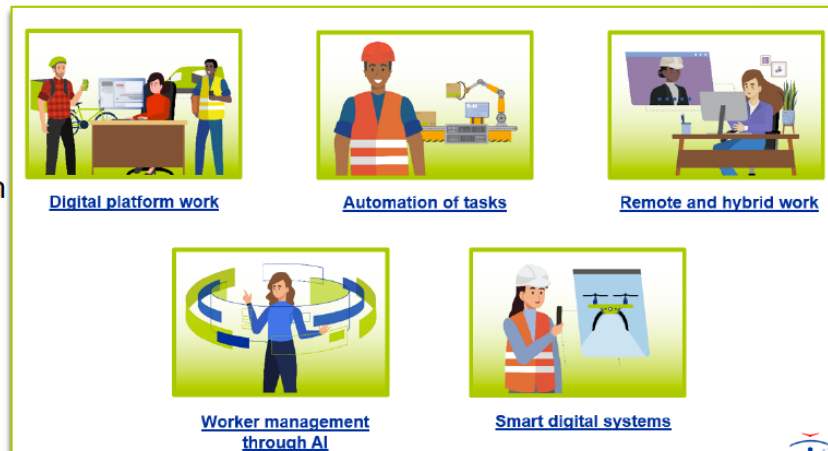 Digital platform work
Automation of tasks
Remote and hybrid work
Worker management
through AI
Smart digital systems